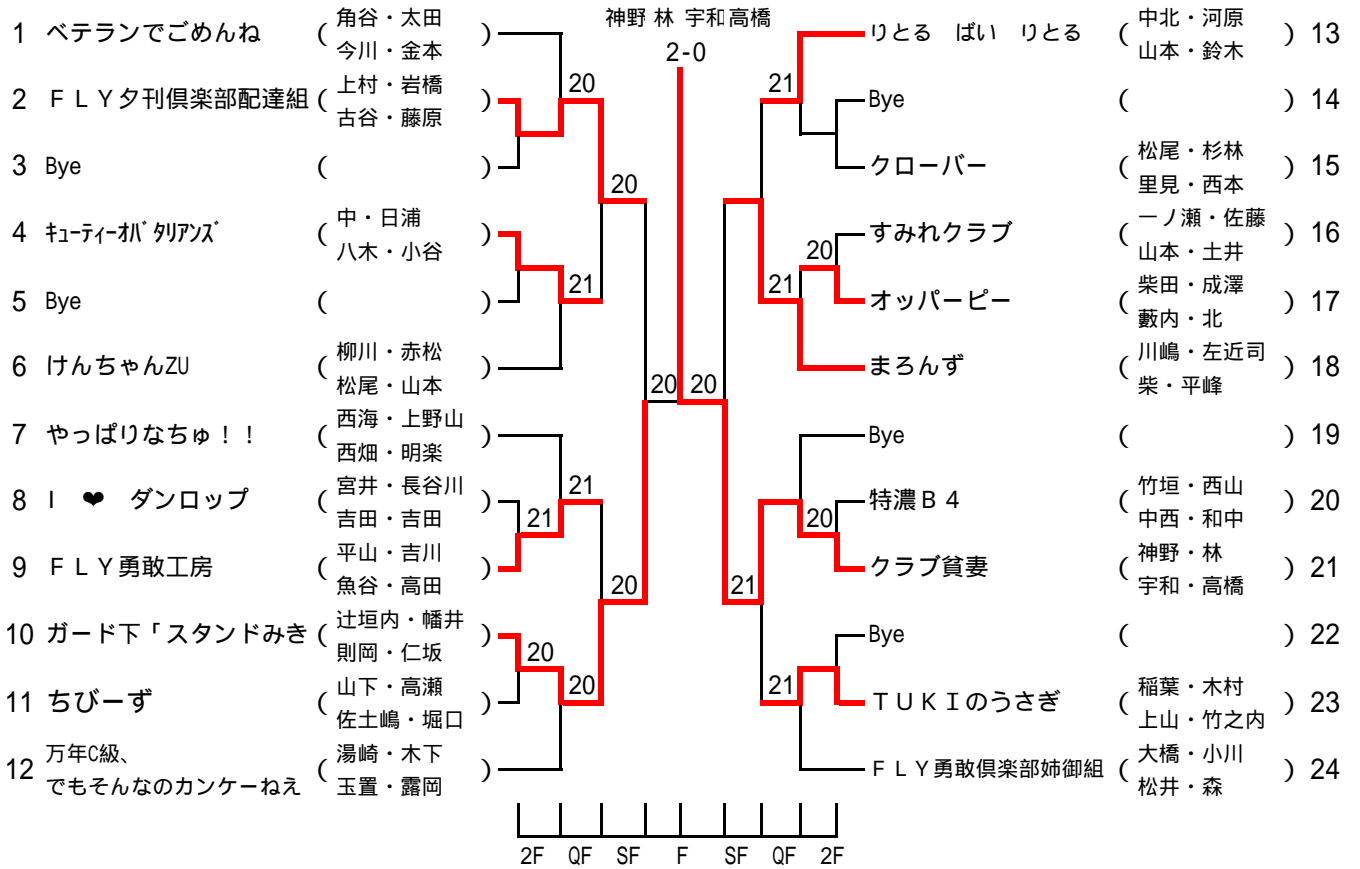 神野 林 宇和高橋
2-0
1 ベテランでごめんね ( 角谷・太田 今川・金本 )
2 ＦＬＹ夕刊倶楽部配達組 ( 上村・岩橋 古谷・藤原 )
3 Bye ( )
4 ｷｭｰﾃｨｰｵﾊﾞﾀﾘｱﾝｽﾞ ( 中・日浦 八木・小谷 )
5 Bye ( )
6 けんちゃんZU ( 柳川・赤松 松尾・山本 )
7 やっぱりなちゅ！！ ( 西海・上野山 西畑・明楽 )
8 Ｉ ❤ ダンロップ ( 宮井・長谷川 吉田・吉田 )
9 ＦＬＹ勇敢工房 ( 平山・吉川 魚谷・高田 )
10 ガード下「スタンドみき ( 辻垣内・幡井 則岡・仁坂 )
11 ちびーず ( 山下・高瀬 佐土嶋・堀口 )
12 万年C級、
でもそんなのカンケーねえ ( 湯崎・木下 玉置・露岡 )
20
21
21
21
20
20
20
20
20 20
りとる ばい りとる ( 中北・河原 山本・鈴木 ) 13
Bye ( ) 14
クローバー ( 松尾・杉林 里見・西本 ) 15
すみれクラブ ( 一ノ瀬・佐藤 山本・土井 ) 16
オッパーピー ( 柴田・成澤 藪内・北 ) 17
まろんず ( 川嶋・左近司 柴・平峰 ) 18
Bye ( ) 19
特濃Ｂ４ ( 竹垣・西山 中西・和中 ) 20
クラブ貧妻 ( 神野・林 宇和・高橋 ) 21
Bye ( ) 22
ＴＵＫＩのうさぎ ( 稲葉・木村 上山・竹之内 ) 23
ＦＬＹ勇敢倶楽部姉御組 ( 大橋・小川 松井・森 ) 24
21
20
21
20
21
21
2F QF SF F SF QF 2F